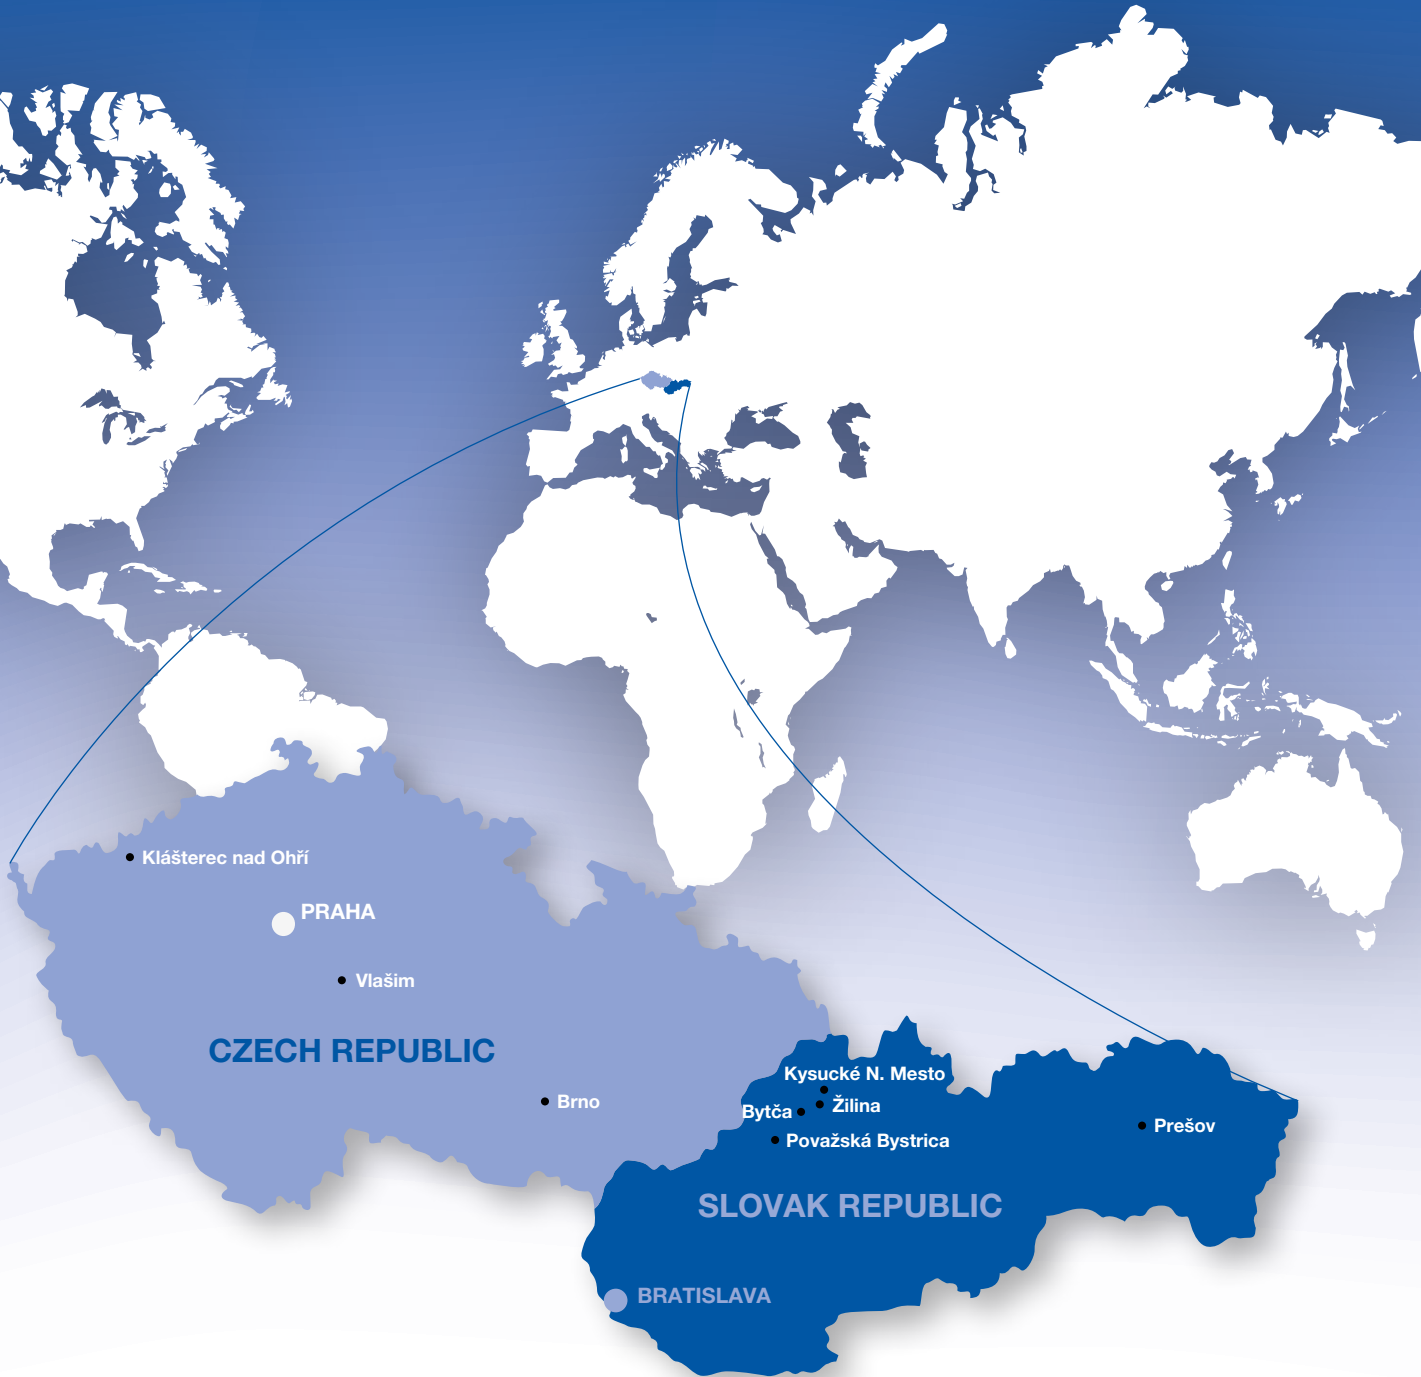 Klášterec nad Ohří
PRAHA
Vlašim
CZECH REPUBLIC
Brno
Kysucké N. Mesto
Žilina
Bytča
Považská Bystrica
Prešov
SLOVAK REPUBLIC
BRATISLAVA